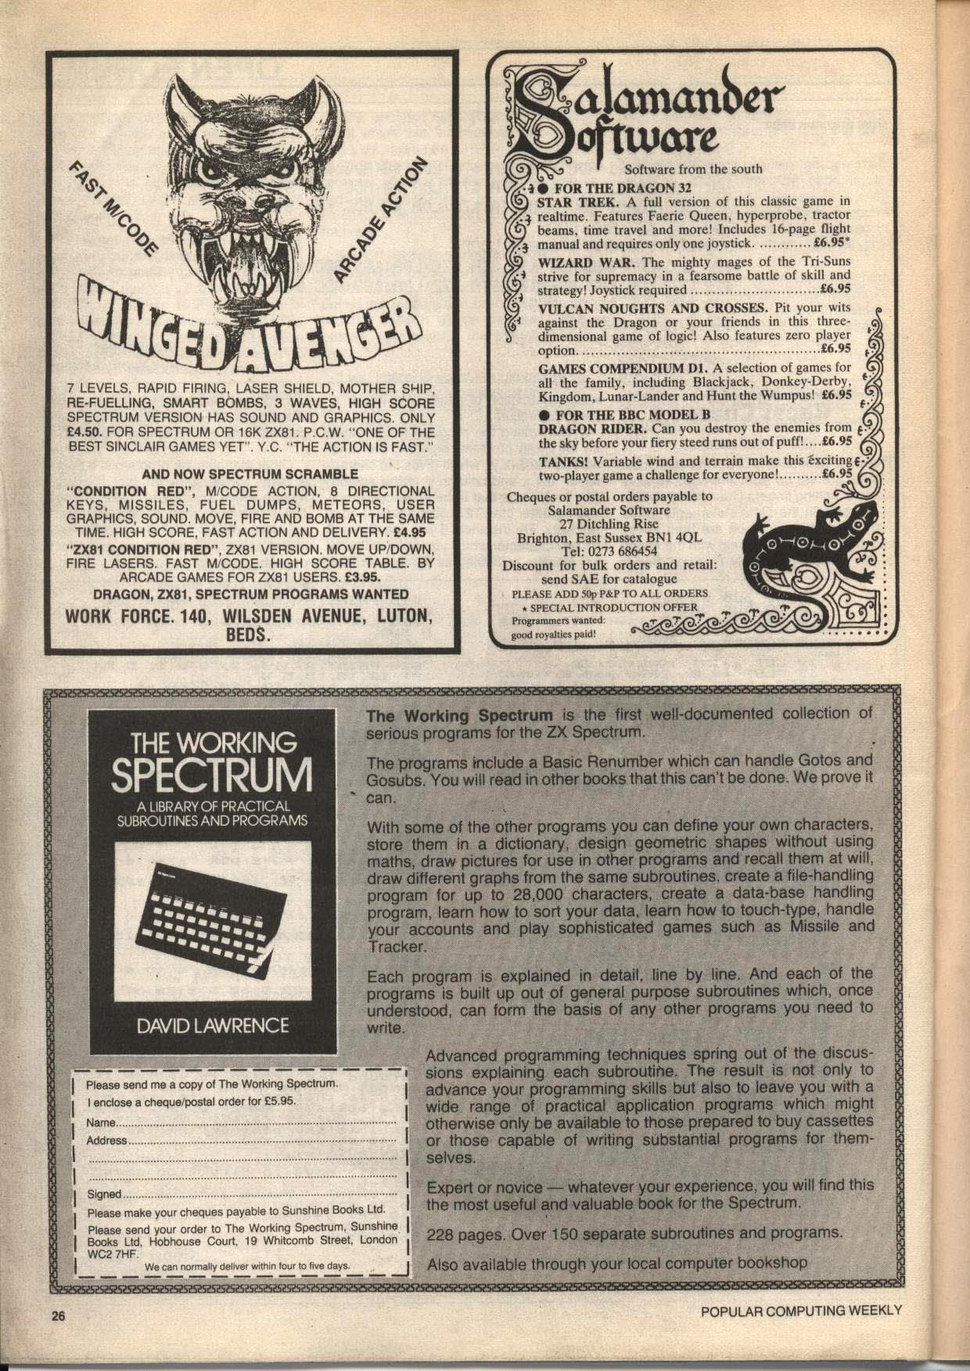 FAST M/CODE
ARCADE ACTION
WINGED AVENGER
7 LEVELS, RAPID FIRING, LASER SHIELD, MOTHER SHIP,
RE-FUELLING, SMART BOMBS, 3 WAVES, HIGH SCORE
SPECTRUM VERSION HAS SOUND AND GRAPHICS. ONLY
£4.50. FOR SPECTRUM OR 16K ZX81. P.C.W. "ONE OF THE
BEST SINCLAIR GAMES YET". Y.C. "THE ACTION IS FAST."
AND NOW SPECTRUM SCRAMBLE
"CONDITION RED", M/CODE ACTION, 8 DIRECTIONAL
KEYS, MISSILES, FUEL DUMPS, METEORS, USER
GRAPHICS, SOUND. MOVE, FIRE AND BOMB AT THE SAME
TIME. HIGH SCORE, FAST ACTION AND DELIVERY. £4.95
"ZX81 CONDITION RED", ZX81 VERSION. MOVE UP/DOWN,
FIRE LASERS. FAST M/CODE. HIGH SCORE TABLE. BY
ARCADE GAMES FOR ZX81 USERS. £3.95.
DRAGON, ZX81, SPECTRUM PROGRAMS WANTED
WORK FORCE. 140, WILSDEN AVENUE, LUTON,
BEDS.
Salamander
Software
Software from the south
● FOR THE DRAGON 32
STAR TREK. A full version of this classic game in
realtime. Features Faerie Queen, hyperprobe, tractor
beams, time travel and more! Includes 16-page flight
manual and requires only one joystick. ............ £6.95*
WIZARD WAR. The mighty mages of the Tri-Suns
strive for supremacy in a fearsome battle of skill and
strategy! Joystick required ..............................£6.95
VULCAN NOUGHTS AND CROSSES. Pit your wits
against the Dragon or your friends in this three-
dimensional game of logic! Also features zero player
option.......................................................£6.95
GAMES COMPENDIUM D1. A selection of games for
all the family, including Blackjack, Donkey-Derby,
Kingdom, Lunar-Lander and Hunt the Wumpus! £6.95
● FOR THE BBC MODEL B
DRAGON RIDER. Can you destroy the enemies from
the sky before your fiery steed runs out of puff!....£6.95
TANKS! Variable wind and terrain make this exciting
two-player game a challenge for everyone!..........£6.95
Cheques or postal orders payable to
Salamander Software
27 Ditchling Rise
Brighton, East Sussex BN1 4QL
Tel: 0273 686454
Discount for bulk orders and retail:
send SAE for catalogue
PLEASE ADD 50p P&P TO ALL ORDERS
* SPECIAL INTRODUCTION OFFER
Programmers wanted:
good royalties paid!
THE WORKING
SPECTRUM
A LIBRARY OF PRACTICAL
SUBROUTINES AND PROGRAMS
DAVID LAWRENCE
The Working Spectrum is the first well-documented collection of
serious programs for the ZX Spectrum.
The programs include a Basic Renumber which can handle Gotos and
Gosubs. You will read in other books that this can't be done. We prove it
can.
With some of the other programs you can define your own characters,
store them in a dictionary, design geometric shapes without using
maths, draw pictures for use in other programs and recall them at will,
draw different graphs from the same subroutines, create a file-handling
program for up to 28,000 characters, create a data-base handling
program, learn how to sort your data, learn how to touch-type, handle
your accounts and play sophisticated games such as Missile and
Tracker.
Each program is explained in detail, line by line. And each of the
programs is built up out of general purpose subroutines which, once
understood, can form the basis of any other programs you need to
write.
Advanced programming techniques spring out of the discus-
sions explaining each subroutine. The result is not only to
advance your programming skills but also to leave you with a
wide range of practical application programs which might
otherwise only be available to those prepared to buy cassettes
or those capable of writing substantial programs for them-
selves.
Expert or novice — whatever your experience, you will find this
the most useful and valuable book for the Spectrum.
228 pages. Over 150 separate subroutines and programs.
Also available through your local computer bookshop
Please send me a copy of The Working Spectrum.
I enclose a cheque/postal order for £5.95.
Name
Address
Signed
Please make your cheques payable to Sunshine Books Ltd.
Please send your order to The Working Spectrum, Sunshine
Books Ltd, Hobhouse Court, 19 Whitcomb Street, London
WC2 7HF.
We can normally deliver within four to five days.
26
POPULAR COMPUTING WEEKLY